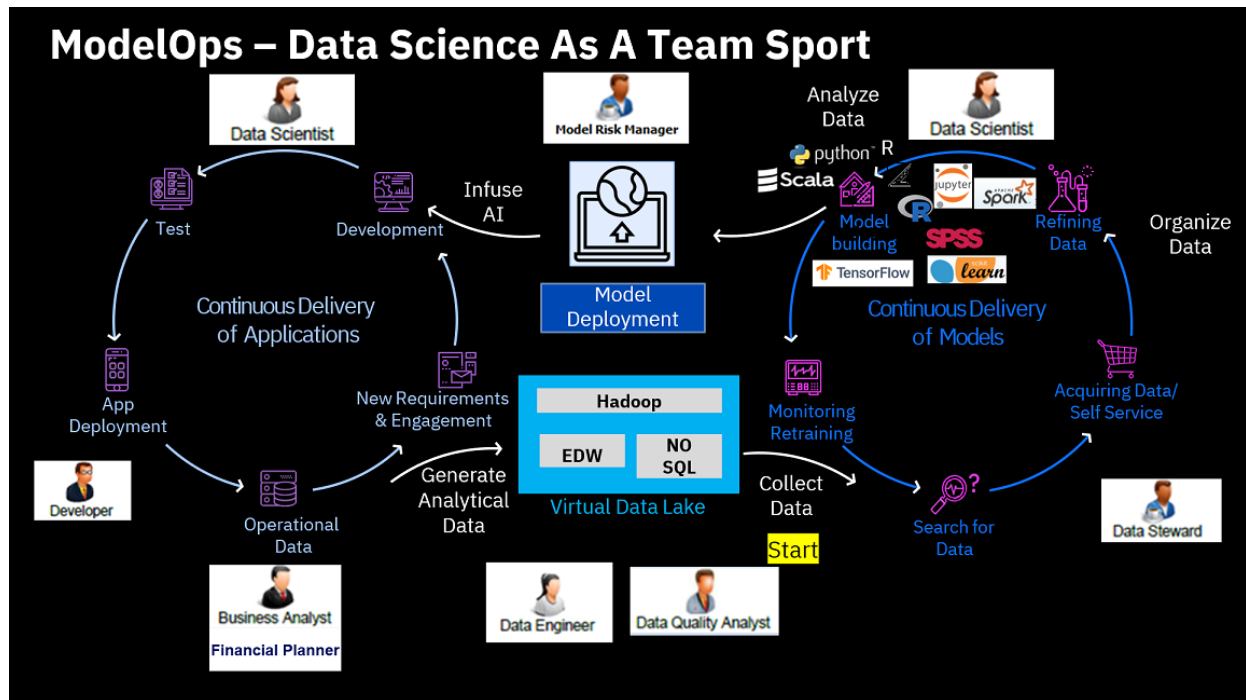 ModelOps – Data Science As A Team Sport
Data Scientist
Model Risk Manager
Analyze
Data
Data Scientist
python
R
Scala
jupyter
APACHE
Spark
R
SPSS
TensorFlow
learn
Model
building
Refining
Data
Organize
Data
Infuse
AI
Test
Development
Continuous Delivery
of Applications
Model
Deployment
Continuous Delivery
of Models
App
Deployment
New Requirements
& Engagement
Hadoop
EDW
NO
SQL
Virtual Data Lake
Monitoring
Retraining
Acquiring Data/
Self Service
Developer
Generate
Analytical
Data
Collect
Data
Start
Operational
Data
?
Search for
Data
Data Steward
Business Analyst
Financial Planner
Data Engineer
Data Quality Analyst